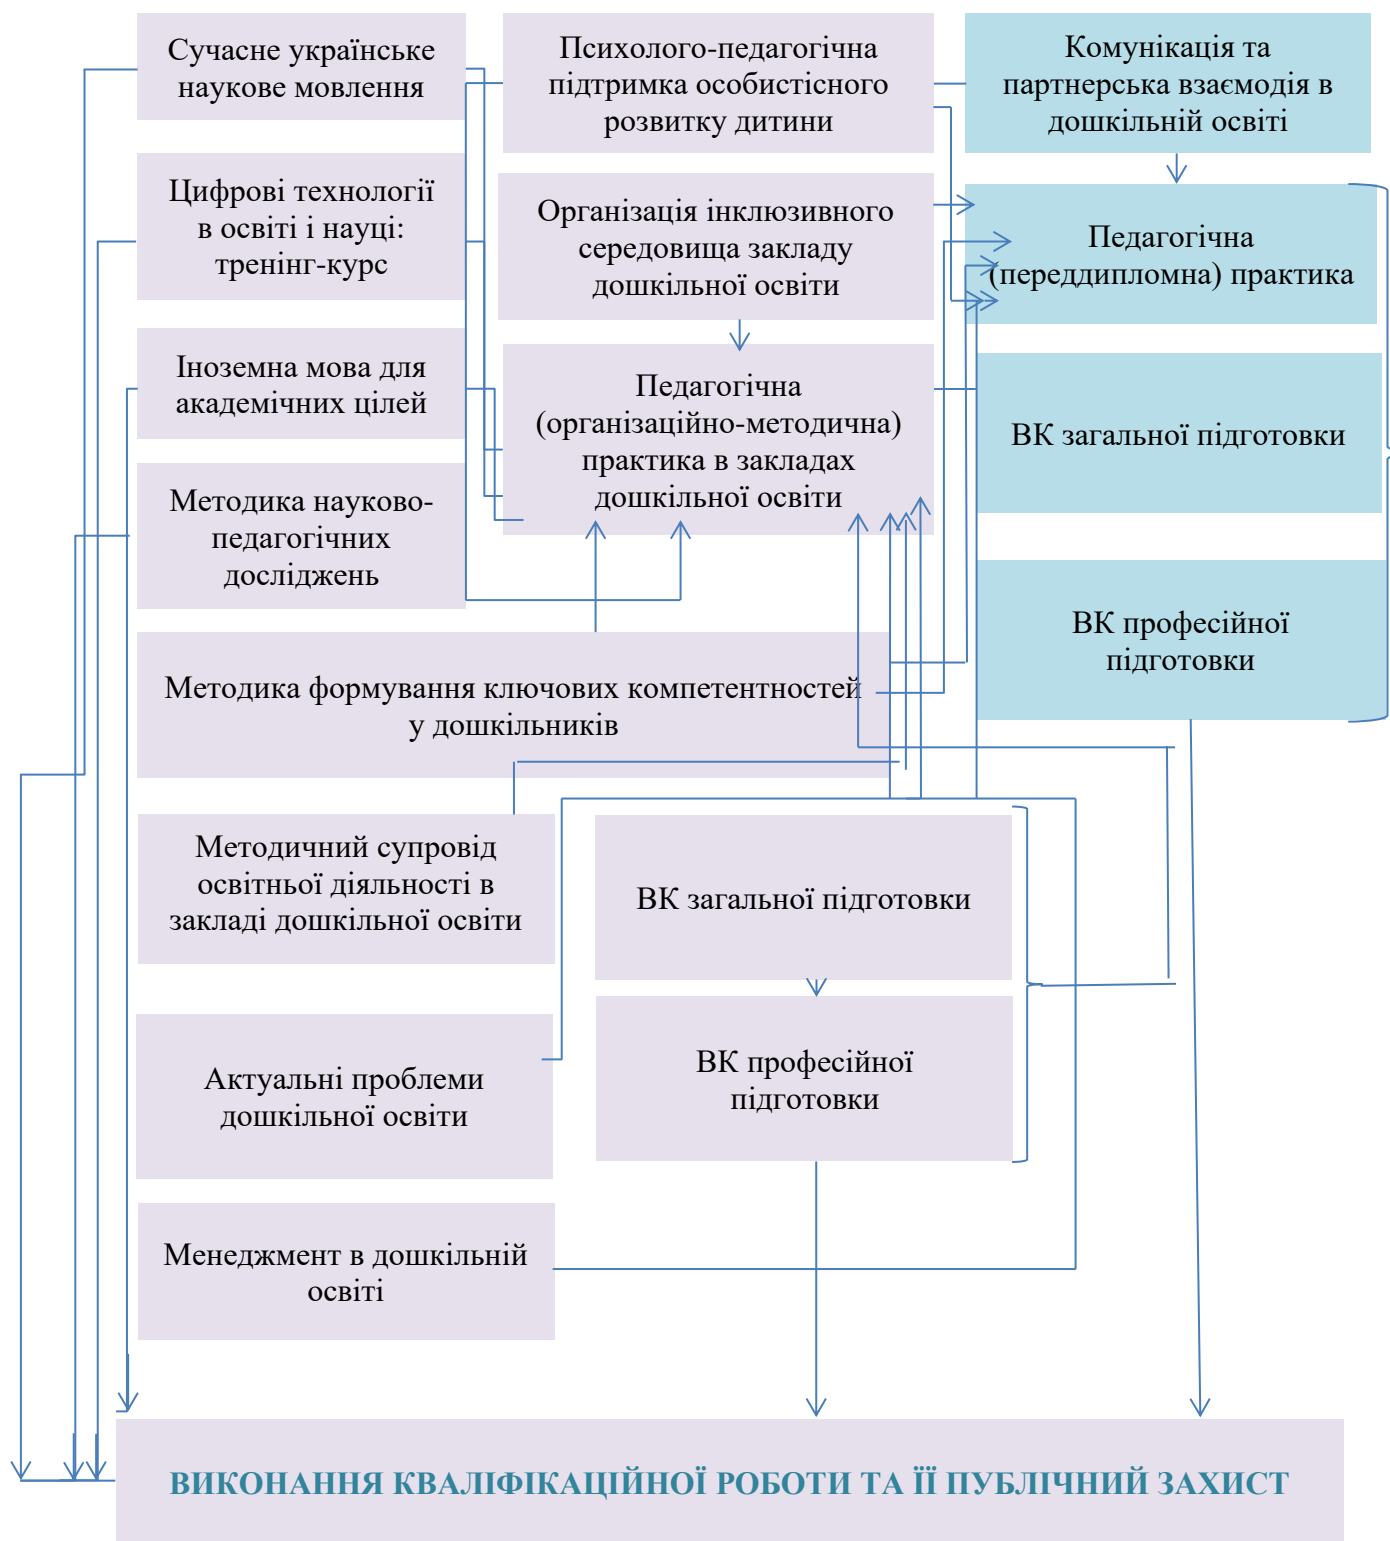 Сучасне українське
наукове мовлення
Психолого-педагогічна
підтримка особистісного
розвитку дитини
Комунікація та
партнерська взаємодія в
дошкільній освіті
Цифрові технології
в освіті і науці:
тренінг-курс
Організація інклюзивного
середовища закладу
дошкільної освіти
Педагогічна
(переддипломна) практика
Іноземна мова для
академічних цілей
Педагогічна
(організаційно-методична)
практика в закладах
дошкільної освіти
ВК загальної підготовки
Методика науково-
педагогічних
досліджень
ВК професійної
підготовки
Методика формування ключових компетентностей
у дошкільників
Методичний супровід
освітньої діяльності в
закладі дошкільної освіти
ВК загальної підготовки
Актуальні проблеми
дошкільної освіти
ВК професійної
підготовки
Менеджмент в дошкільній
освіті
ВИКОНАННЯ КВАЛІФІКАЦІЙНОЇ РОБОТИ ТА ЇЇ ПУБЛІЧНИЙ ЗАХИСТ